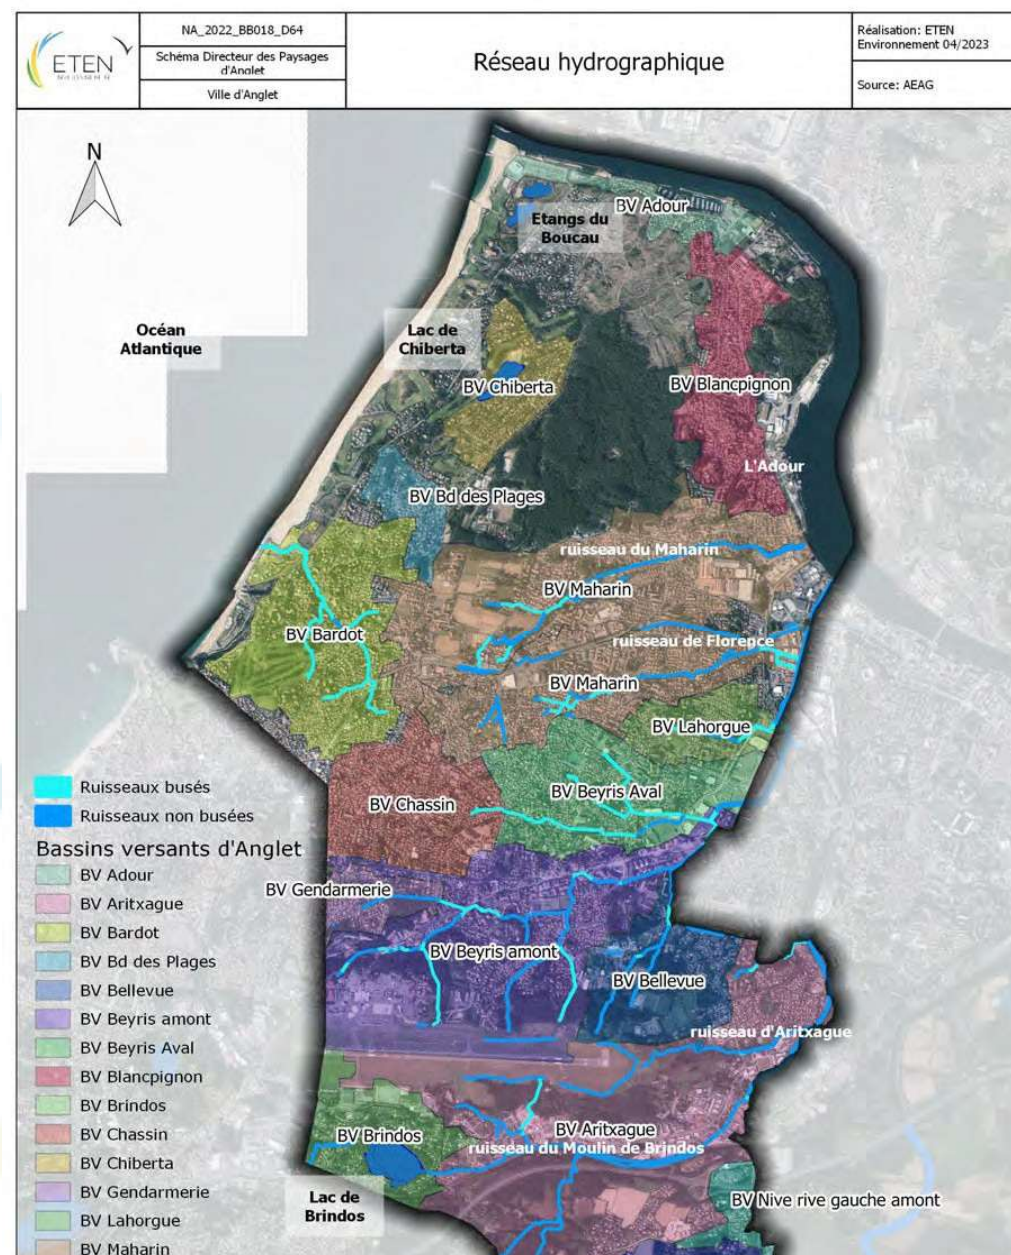 ETEN
NA_2022_BB018_D64
Schéma Directeur des Paysages
d'Anglet
Ville d'Anglet
Réseau hydrographique
Réalisation: ETEN
Environnement 04/2023
Source: AEAG
N
BV Adour
Etangs du
Boucau
Océan
Atlantique
Lac de
Chiberta
BV Chiberta
BV Blancpignon
L'Adour
BV Bd des Plages
ruisseau du Maharin
BV Maharin
BV Bardot
ruisseau de Florence
BV Maharin
BV Lahorgue
BV Chassin
BV Beyris Aval
BV Gendarmerie
BV Beyris amont
BV Bellevue
ruisseau d'Aritxague
BV Aritxague
BV Brindos
ruisseau du Moulin de Brindos
Lac de
Brindos
BV Nive rive gauche amont
Ruisseaux busés
Ruisseaux non busées
Bassins versants d'Anglet
BV Adour
BV Aritxague
BV Bardot
BV Bd des Plages
BV Bellevue
BV Beyris amont
BV Beyris Aval
BV Blancpignon
BV Brindos
BV Chassin
BV Chiberta
BV Gendarmerie
BV Lahorgue
BV Maharin